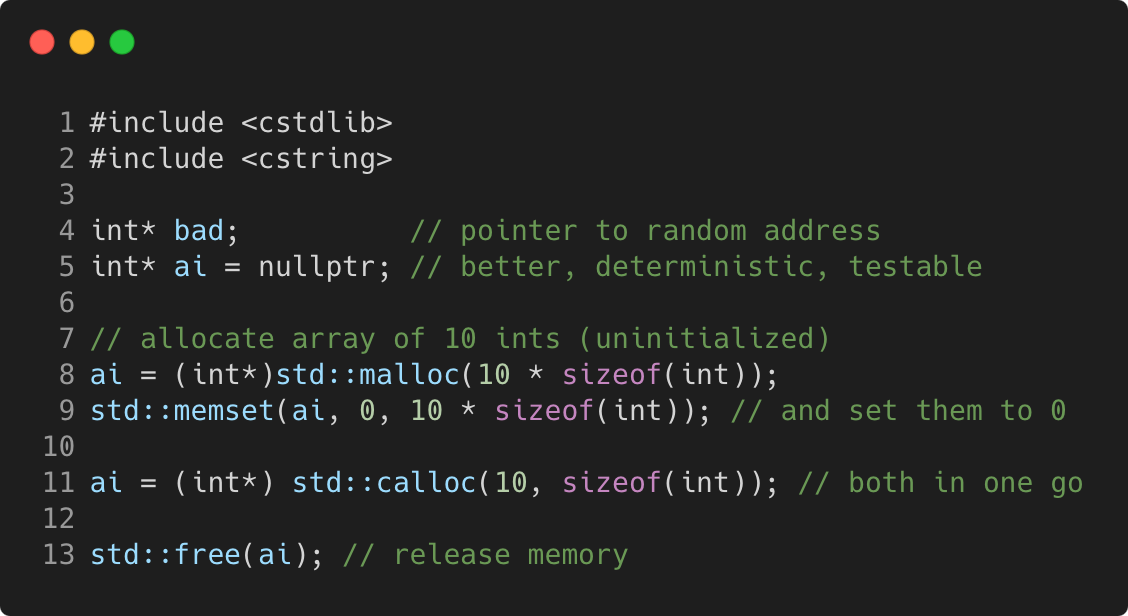 1 #include <cstdlib>
2 #include <cstring>
3
4 int* bad;          // pointer to random address
5 int* ai = nullptr; // better, deterministic, testable
6
7 // allocate array of 10 ints (uninitialized)
8 ai = (int*)std::malloc(10 * sizeof(int));
9 std::memset(ai, 0, 10 * sizeof(int)); // and set them to 0
10
11 ai = (int*) std::calloc(10, sizeof(int)); // both in one go
12
13 std::free(ai); // release memory